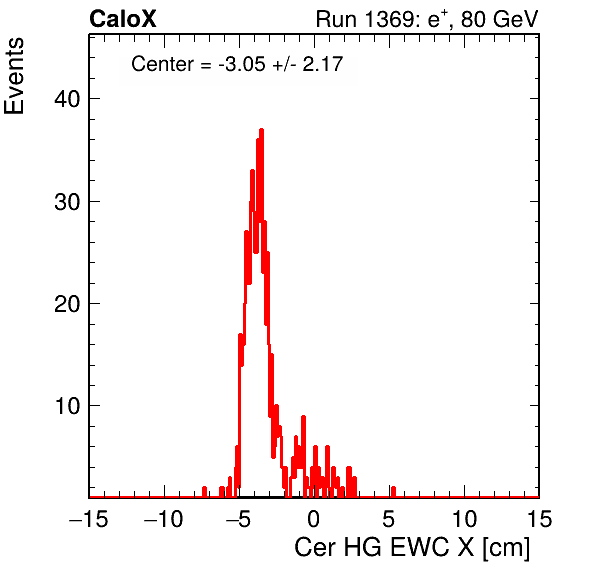 CaloX Run 1369: e⁺, 80 GeV
Center = -3.05 +/- 2.17
Events
40
30
20
10
−15 −10 −5 0 5 10 15
Cer HG EWC X [cm]